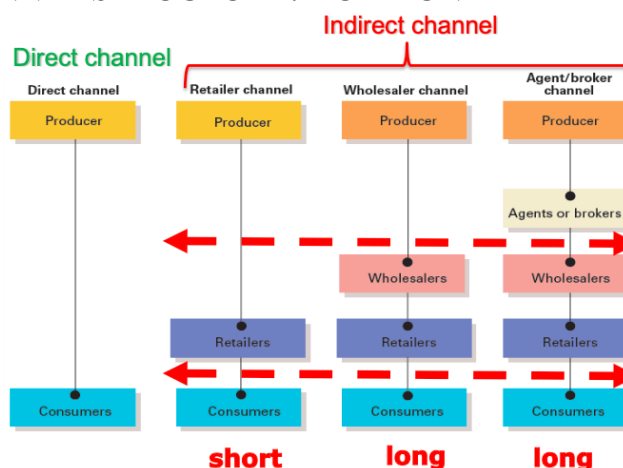 Indirect channel
Direct channel
Direct channel Retailer channel Wholesaler channel Agent/broker channel
Producer Producer Producer Producer
Agents or brokers
Wholesalers Wholesalers
Retailers Retailers Retailers
Consumers Consumers Consumers Consumers
short long long